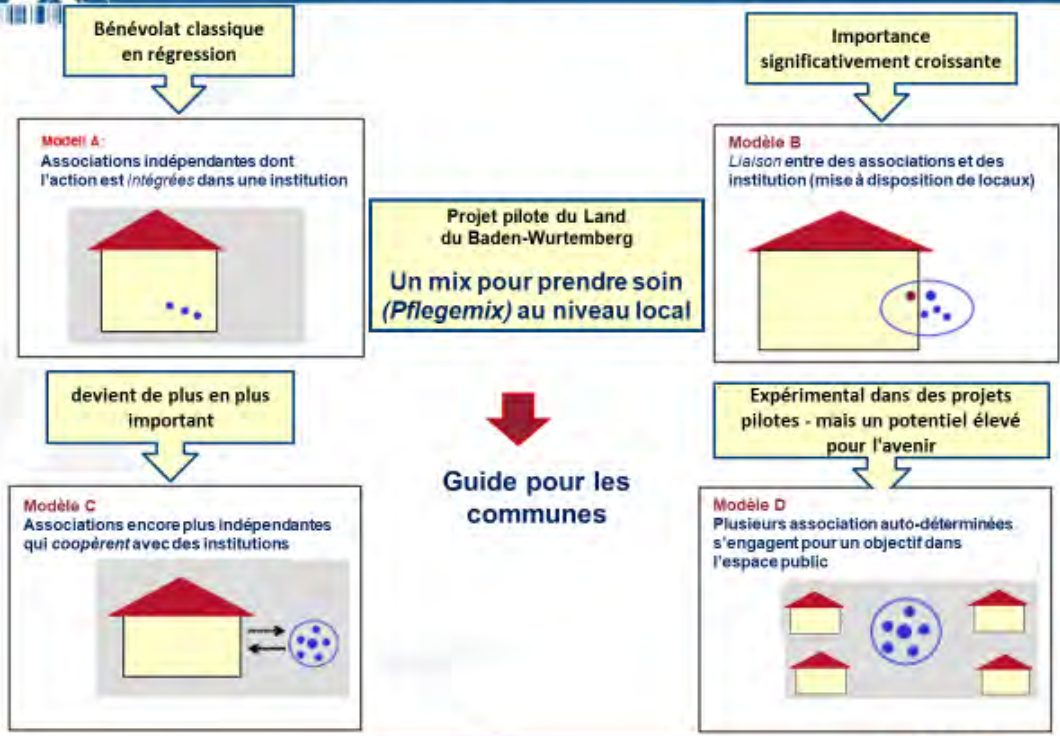 Bénévolat classique
en régression
Importance
significativement croissante
Modell A:
Associations indépendantes dont
l'action est intégrées dans une institution
Modèle B
Liaison entre des associations et des
institution (mise à disposition de locaux)
Projet pilote du Land
du Baden-Wurtemberg
Un mix pour prendre soin
(Pflegemix) au niveau local
devient de plus en plus
important
Expérimental dans des projets
pilotes - mais un potentiel élevé
pour l'avenir
Guide pour les
communes
Modèle C
Associations encore plus indépendantes
qui coopèrent avec des institutions
Modèle D
Plusieurs association auto-déterminées
s'engagent pour un objectif dans
l'espace public